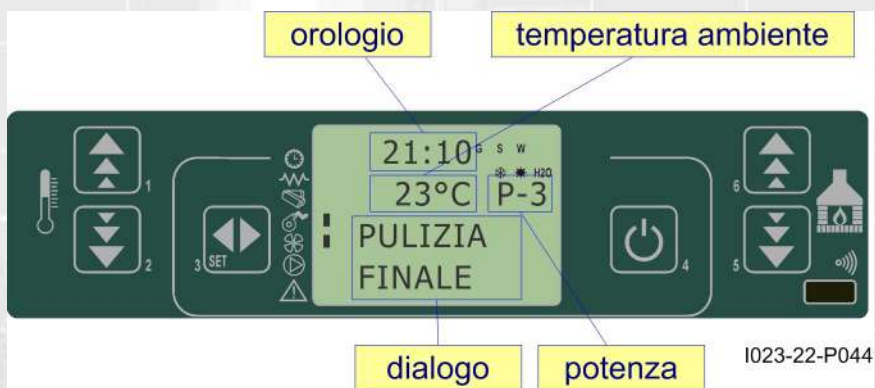 orologio
temperatura ambiente
21:10 G S W
H2O
23°C P-3
PULIZIA
FINALE
1
2
3 SET
4
6
5
dialogo
potenza
I023-22-P044